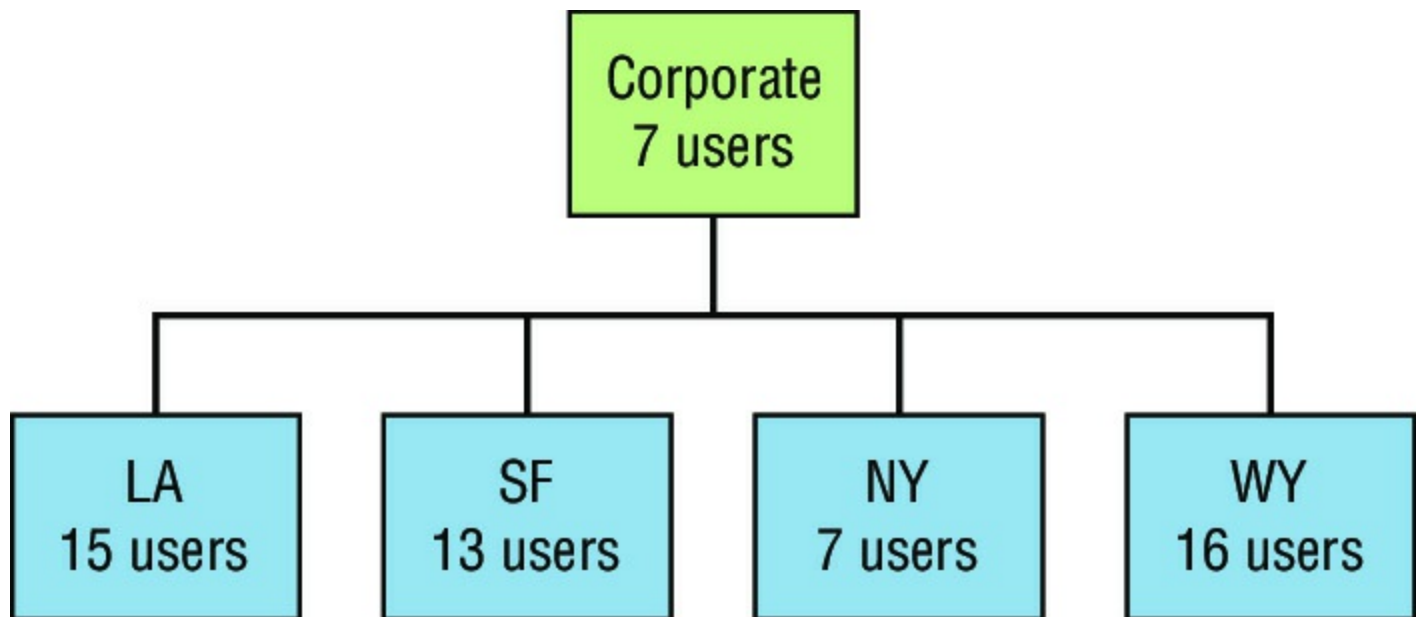 Corporate
7 users
LA
15 users
SF
13 users
NY
7 users
WY
16 users